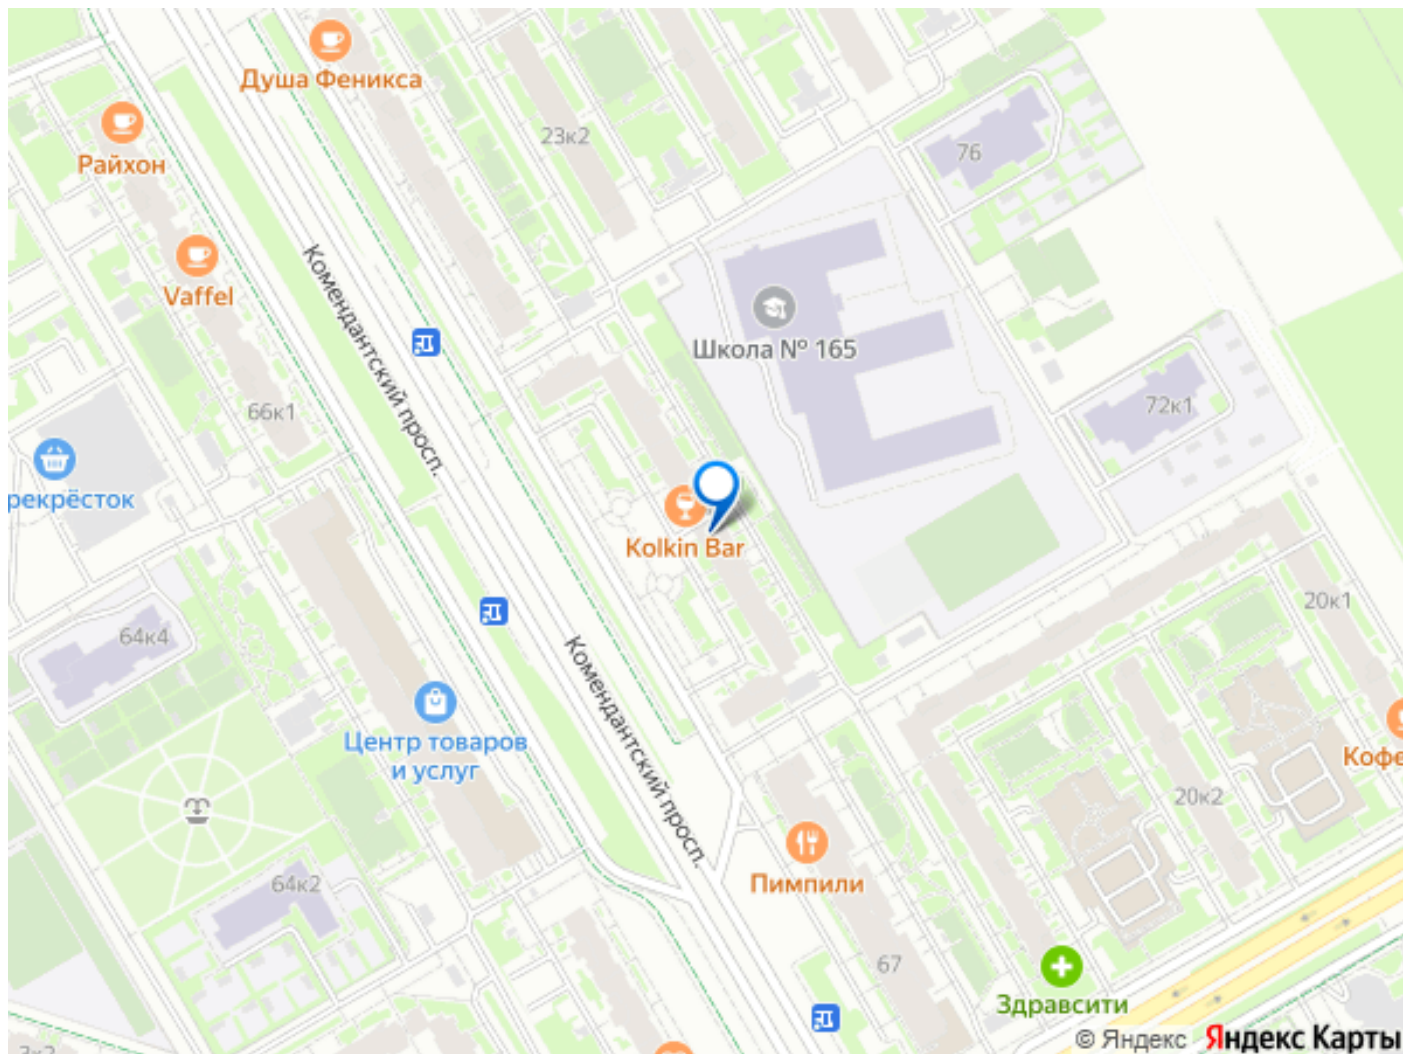 Душа Феникса
Райхон
23к2
76
Vaffel
Комендантский просп.
Школа № 165
66к1
72к1
рекрёсток
Kolkin Bar
20к1
64к4
Комендантский просп.
Центр товаров
и услуг
Кофе
20к2
64к2
Пимпили
67
Здравсити
© Яндекс Яндекс Карты